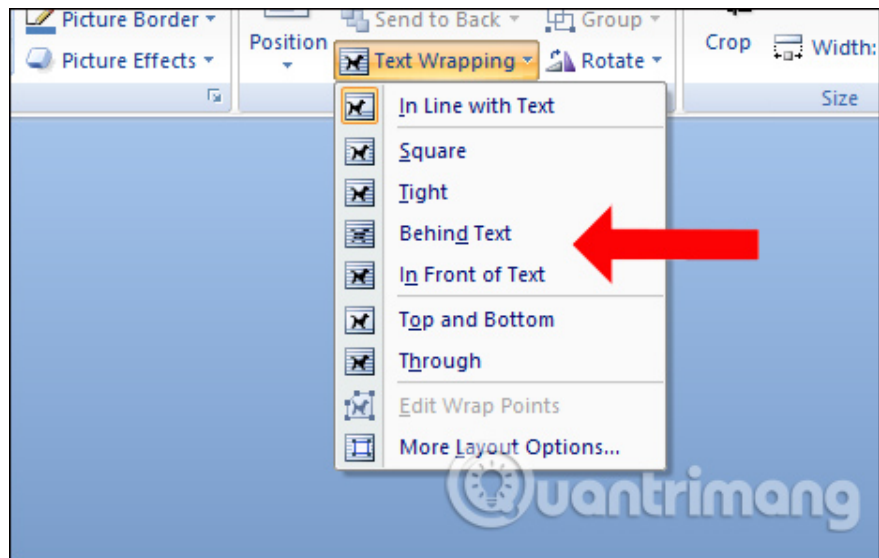 Picture Border
Send to Back
Group
Position
Picture Effects
Text Wrapping
Rotate
Crop
Width:
Size
In Line with Text
Square
Tight
Behind Text
In Front of Text
Top and Bottom
Through
Edit Wrap Points
More Layout Options...
Quantrimang